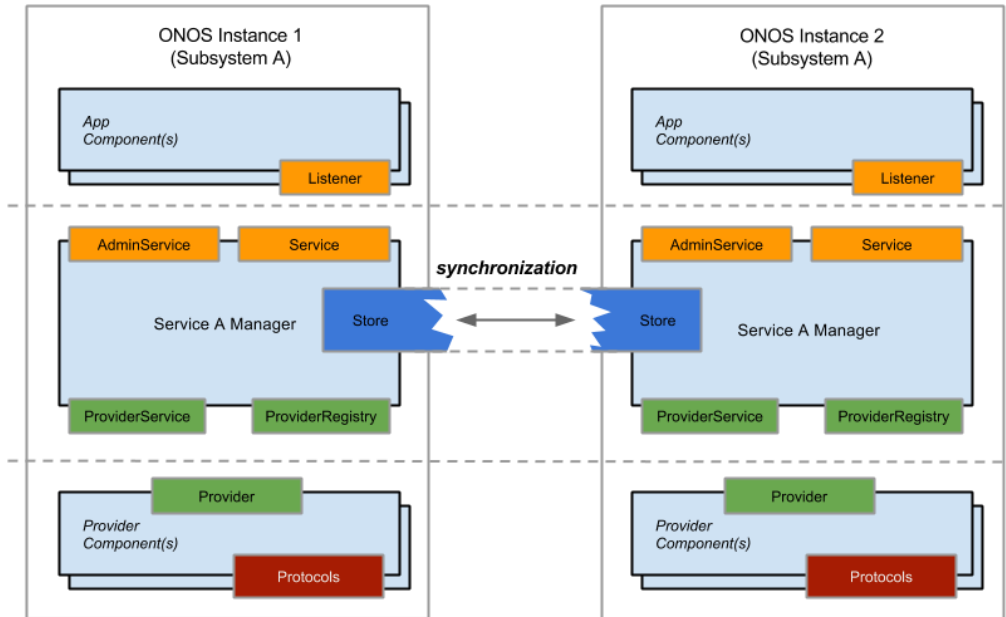 ONOS Instance 1
(Subsystem A)
App
Component(s)
Listener
AdminService
Service
Service A Manager
Store
ProviderService
ProviderRegistry
Provider
Provider
Component(s)
Protocols
synchronization
ONOS Instance 2
(Subsystem A)
App
Component(s)
Listener
AdminService
Service
Store
Service A Manager
ProviderService
ProviderRegistry
Provider
Provider
Component(s)
Protocols